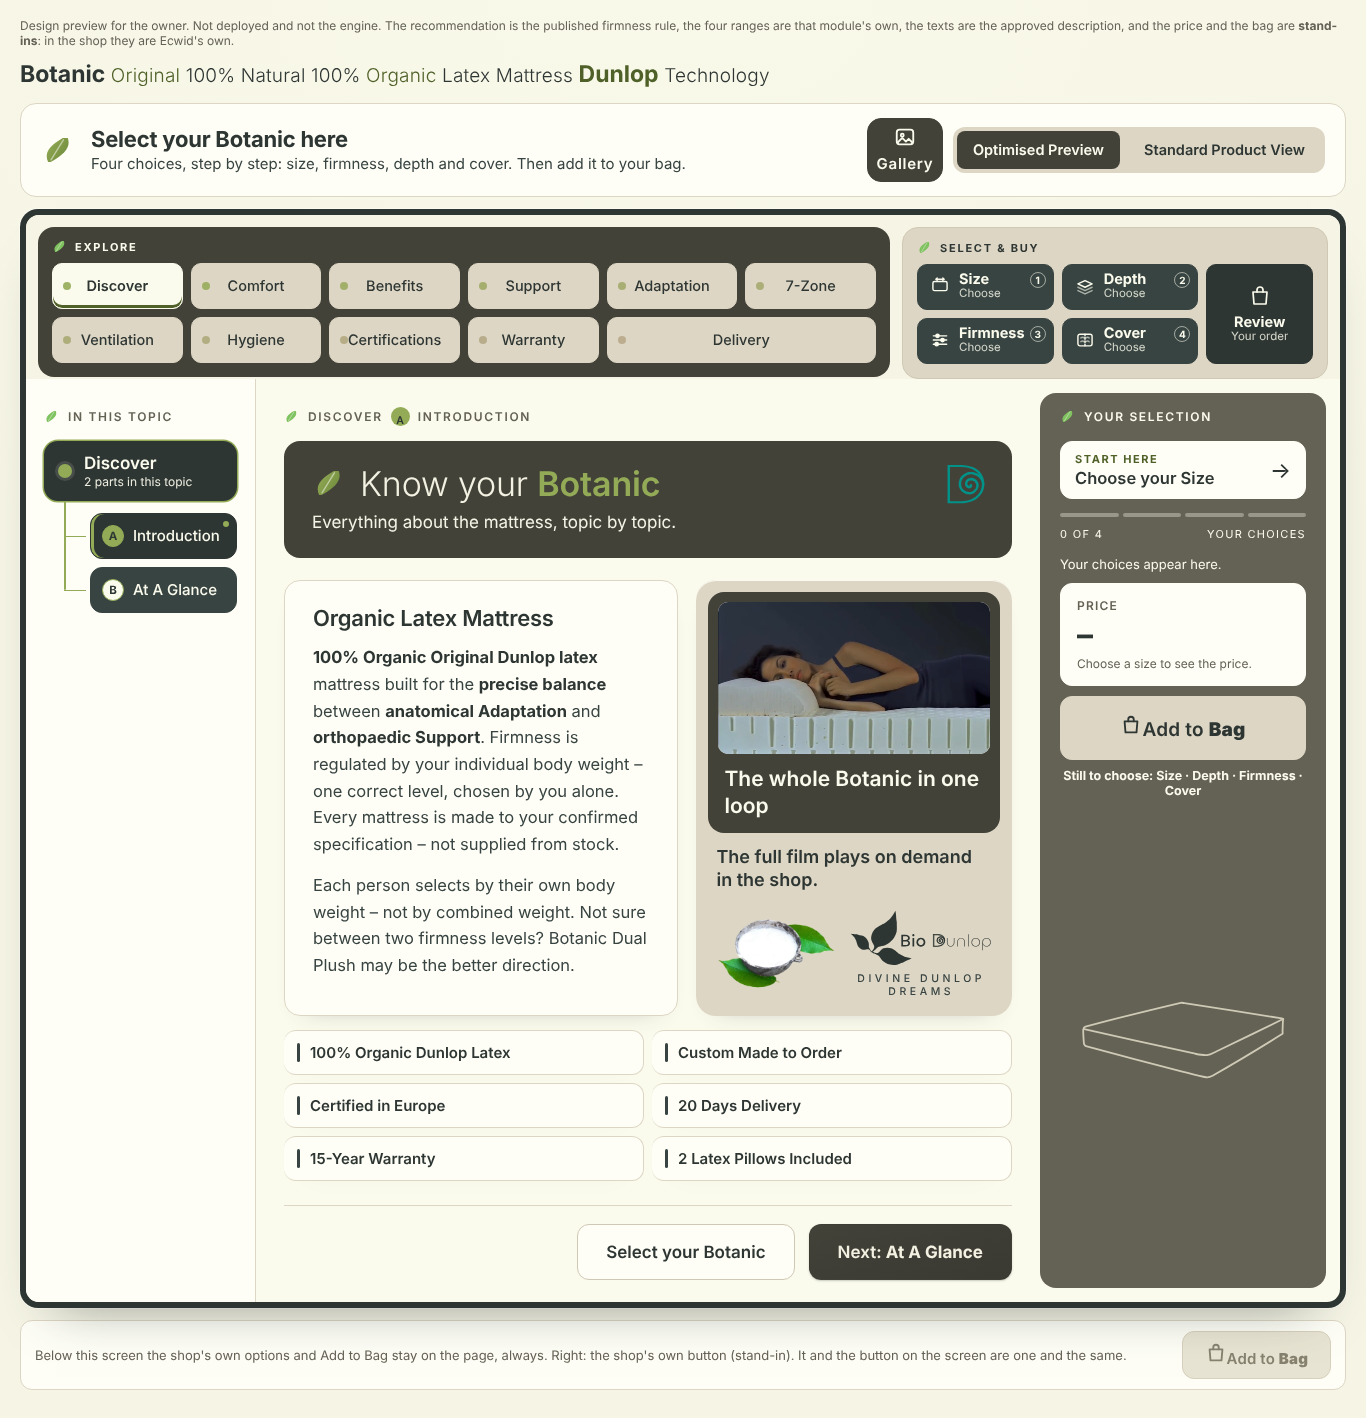 Design preview for the owner. Not deployed and not the engine. The recommendation is the published firmness rule, the four ranges are that module's own, the texts are the approved description, and the price and the bag are stand-
ins: in the shop they are Ecwid's own.
Botanic Original 100% Natural 100% Organic Latex Mattress Dunlop Technology
Select your Botanic here
Four choices, step by step: size, firmness, depth and cover. Then add it to your bag.
Gallery
Optimised Preview
Standard Product View
EXPLORE
Discover
Comfort
Benefits
Support
Adaptation
7-Zone
Ventilation
Hygiene
Certifications
Warranty
Delivery
SELECT & BUY
Size
Choose
1
Depth
Choose
2
Firmness
Choose
3
Cover
Choose
4
Review
Your order
IN THIS TOPIC
Discover
2 parts in this topic
A Introduction
B At A Glance
DISCOVER A INTRODUCTION
Know your Botanic
Everything about the mattress, topic by topic.
Organic Latex Mattress
100% Organic Original Dunlop latex
mattress built for the precise balance
between anatomical Adaptation and
orthopaedic Support. Firmness is
regulated by your individual body weight –
one correct level, chosen by you alone.
Every mattress is made to your confirmed
specification – not supplied from stock.
Each person selects by their own body
weight – not by combined weight. Not sure
between two firmness levels? Botanic Dual
Plush may be the better direction.
The whole Botanic in one
loop
The full film plays on demand
in the shop.
Bio Dunlop
DIVINE DUNLOP
DREAMS
100% Organic Dunlop Latex
Custom Made to Order
Certified in Europe
20 Days Delivery
15-Year Warranty
2 Latex Pillows Included
Select your Botanic
Next: At A Glance
YOUR SELECTION
START HERE
Choose your Size
0 OF 4
YOUR CHOICES
Your choices appear here.
PRICE
–
Choose a size to see the price.
Add to Bag
Still to choose: Size · Depth · Firmness ·
Cover
Below this screen the shop's own options and Add to Bag stay on the page, always. Right: the shop's own button (stand-in). It and the button on the screen are one and the same.
Add to Bag